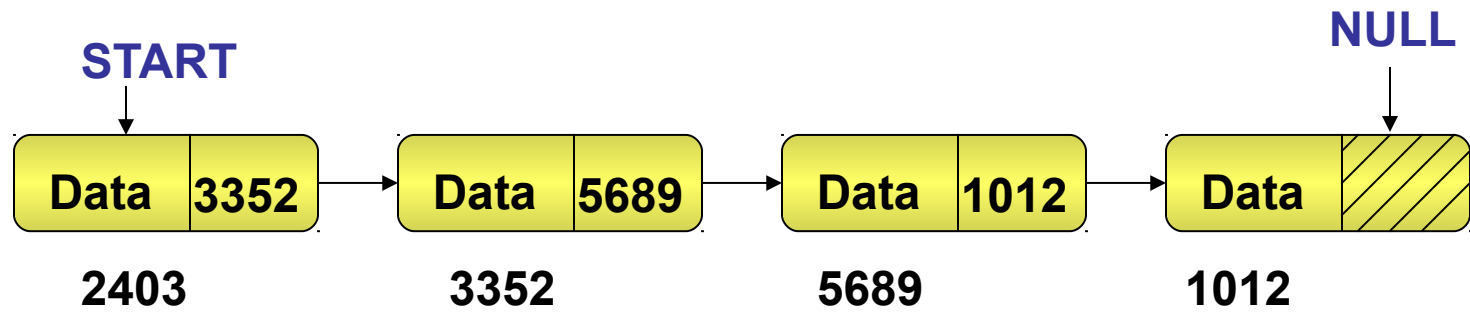 START
NULL
Data 3352 Data 5689 Data 1012 Data
2403 3352 5689 1012